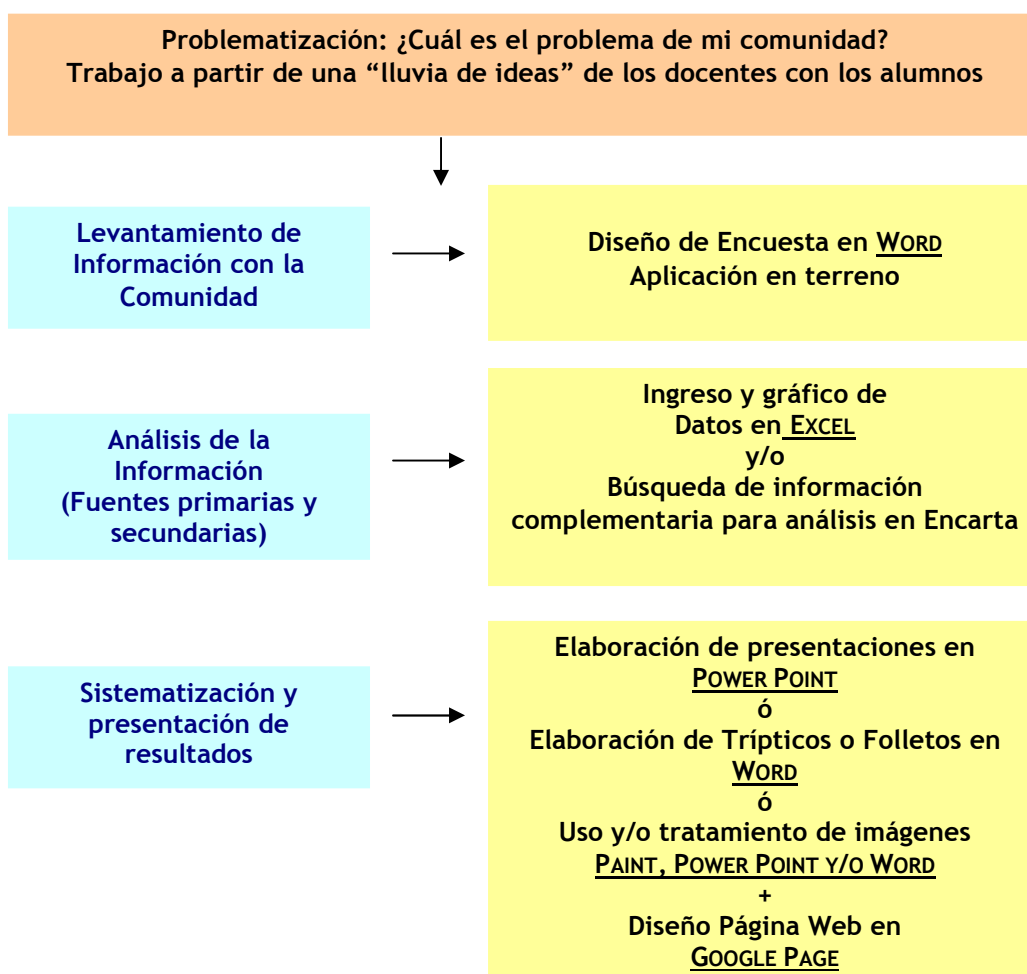 Problematización: ¿Cuál es el problema de mi comunidad?
Trabajo a partir de una “lluvia de ideas” de los docentes con los alumnos
Levantamiento de
Información con la
Comunidad
Diseño de Encuesta en WORD
Aplicación en terreno
Análisis de la
Información
(Fuentes primarias y
secundarias)
Ingreso y gráfico de
Datos en EXCEL
y/o
Búsqueda de información
complementaria para análisis en Encarta
Sistematización y
presentación de
resultados
Elaboración de presentaciones en
POWER POINT
ó
Elaboración de Trípticos o Folletos en
WORD
ó
Uso y/o tratamiento de imágenes
PAINT, POWER POINT Y/O WORD
+
Diseño Página Web en
GOOGLE PAGE